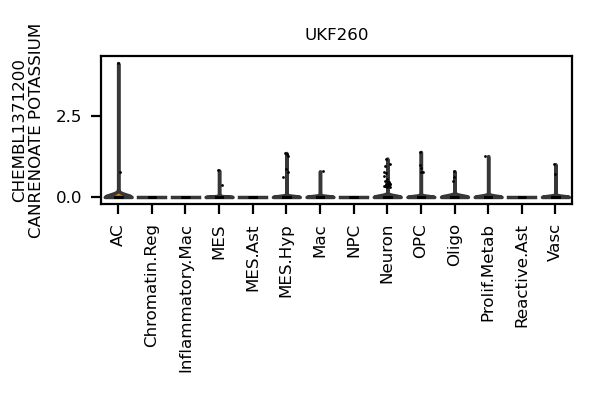 UKF260
CHEMBL1371200
CANRENOATE POTASSIUM
2.5
0.0
AC
Chromatin.Reg
Inflammatory.Mac
MES
MES.Ast
MES.Hyp
Mac
NPC
Neuron
OPC
Oligo
Prolif.Metab
Reactive.Ast
Vasc